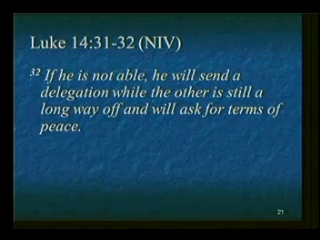 Luke 14:31-32 (NIV)
32 If he is not able, he will send a
delegation while the other is still a
long way off and will ask for terms of
peace.
21